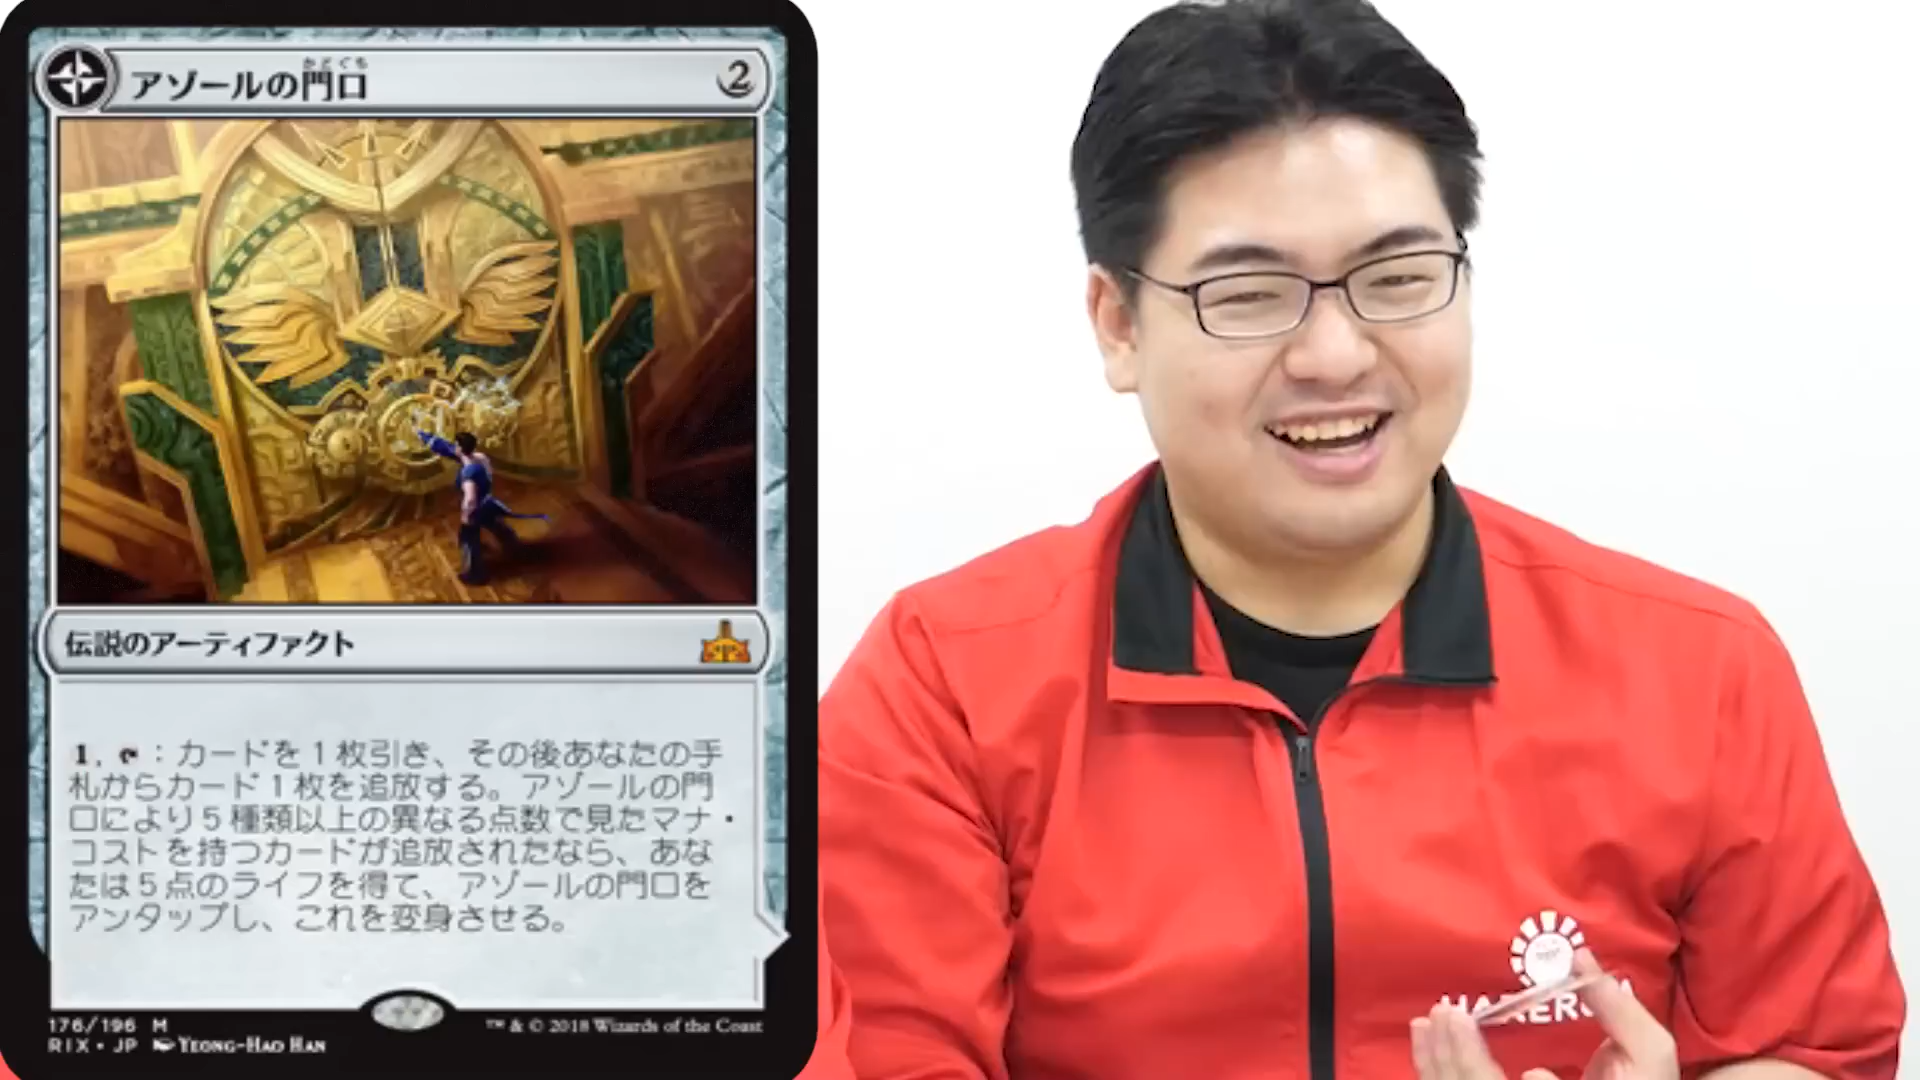 かどぐち
アゾールの門口
2
伝説のアーティファクト
1, : カードを1枚引き、その後あなたの手
札からカード1枚を追放する。アゾールの門
口により5種類以上の異なる点数で見たマナ・
コストを持つカードが追放されたなら、あな
たは5点のライフを得て、アゾールの門口を
アンタップし、これを変身させる。
176/196 M
™ & © 2018 Wizards of the Coast
RIX • JP Yeong-Hao Han